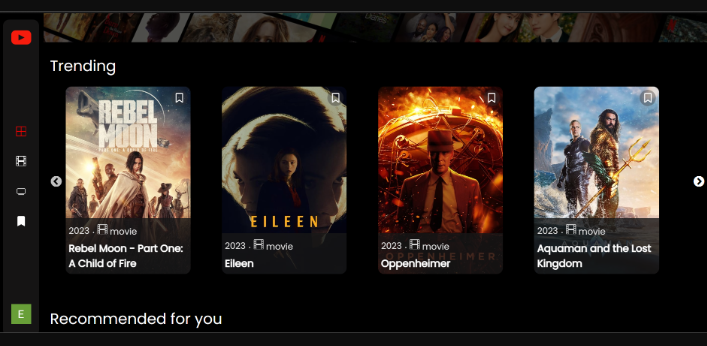 Trending
REBEL
MOON
2023 . movie
Rebel Moon - Part One:
A Child of Fire
EILEEN
2023 . movie
Eileen
OPPENHEIMER
2023 . movie
Oppenheimer
2023 . movie
Aquaman and the Lost
Kingdom
E
Recommended for you